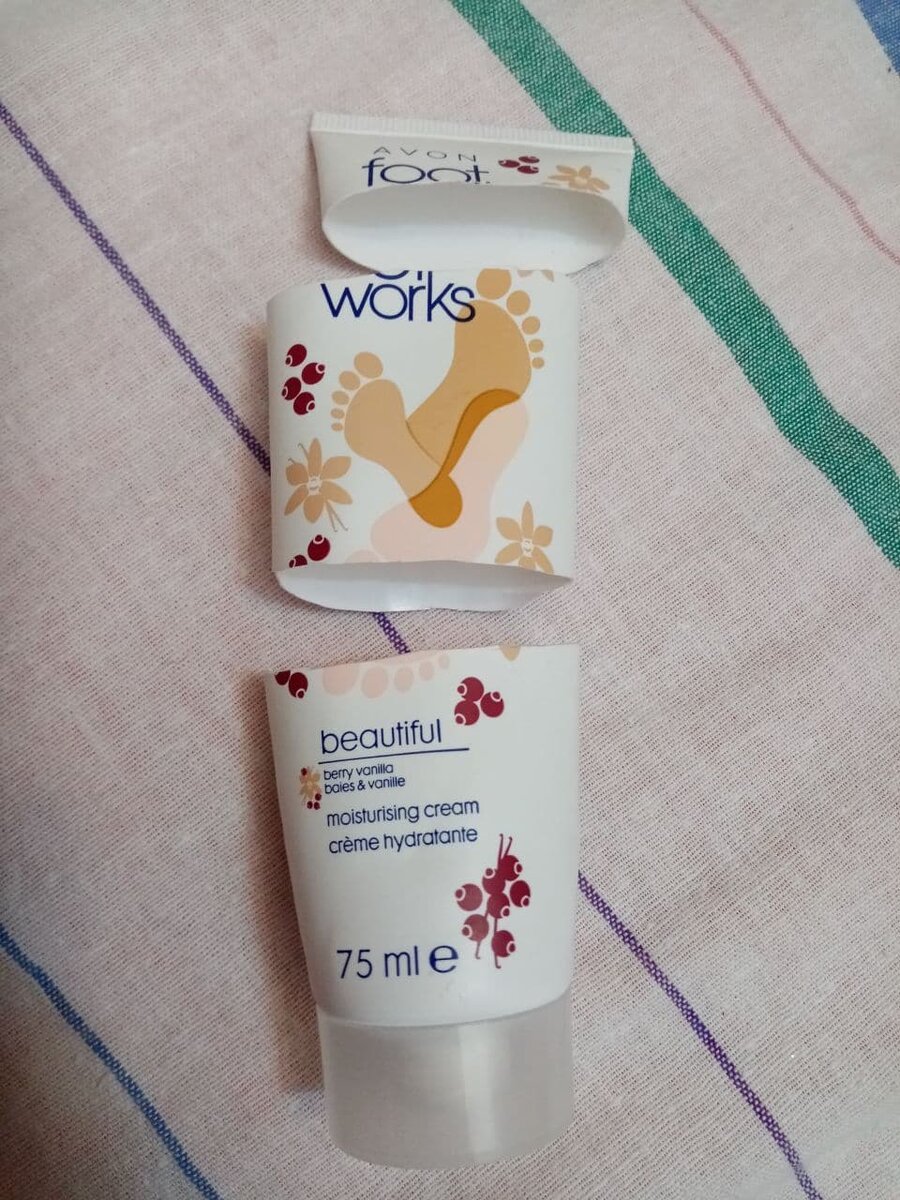 AVON
foot
works
beautiful
berry vanilla
baies & vanille
moisturising cream
crème hydratante
75 ml e